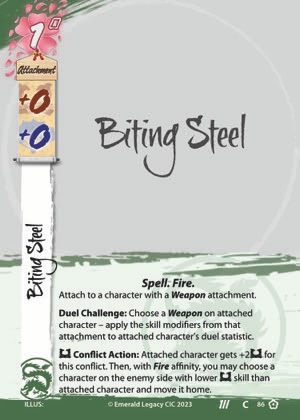 1
Attachment
+0
+0
Biting Steel
Biting Steel
Spell. Fire.
Attach to a character with a Weapon attachment.
Duel Challenge: Choose a Weapon on attached
character – apply the skill modifiers from that
attachment to attached character's duel statistic.
Conflict Action: Attached character gets +2 for
this conflict. Then, with Fire affinity, you may choose a
character on the enemy side with lower skill than
attached character and move it home.
ILLUS:
© Emerald Legacy CIC 2023
C
86